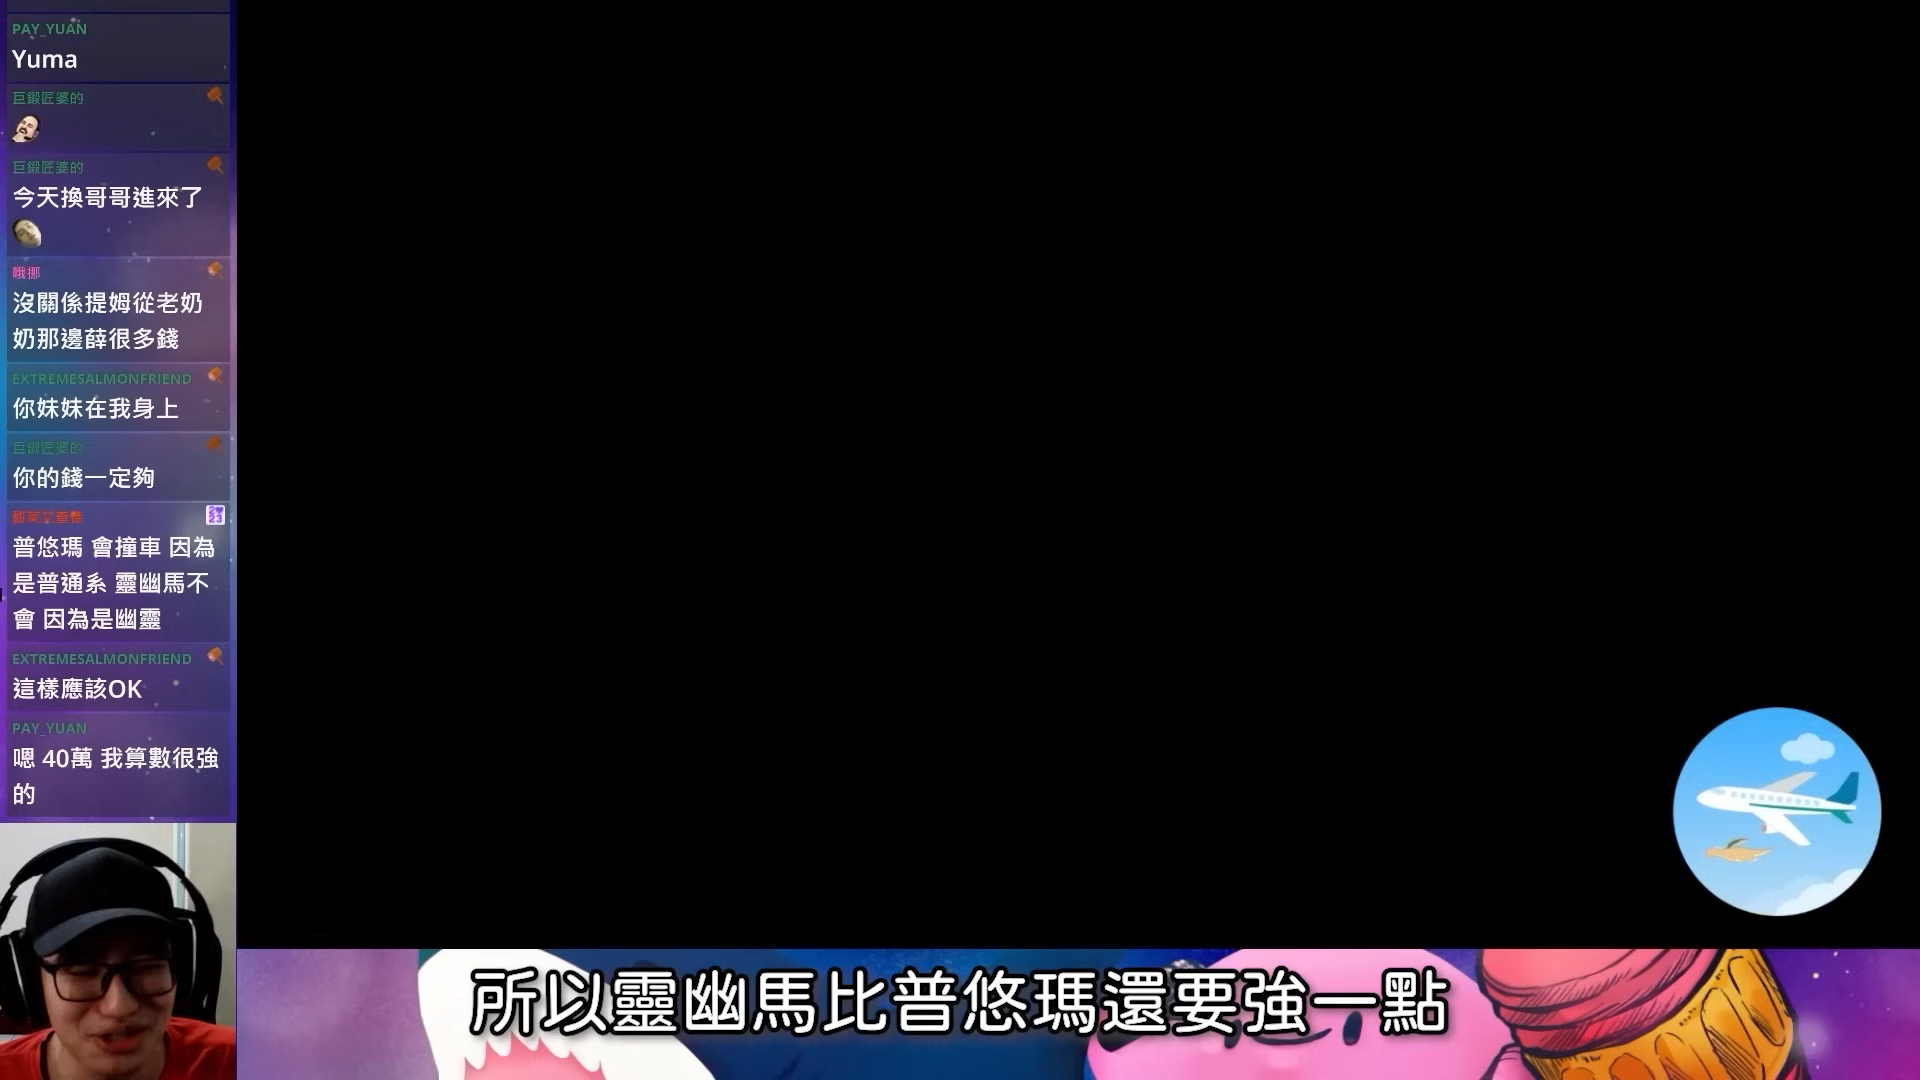 PAY_YUAN
Yuma
巨鍛匠婆的
巨鍛匠婆的
今天換哥哥進來了
哦挪
沒關係提姆從老奶
奶那邊薛很多錢
EXTREMESALMONFRIEND
你妹妹在我身上
巨鍛匠婆的
你的錢一定夠
普悠瑪 會撞車 因為
是普通系 靈幽馬不
會 因為是幽靈
EXTREMESALMONFRIEND
這樣應該OK
PAY_YUAN
嗯 40萬 我算數很強
的
所以靈幽馬比普悠瑪還要強一點